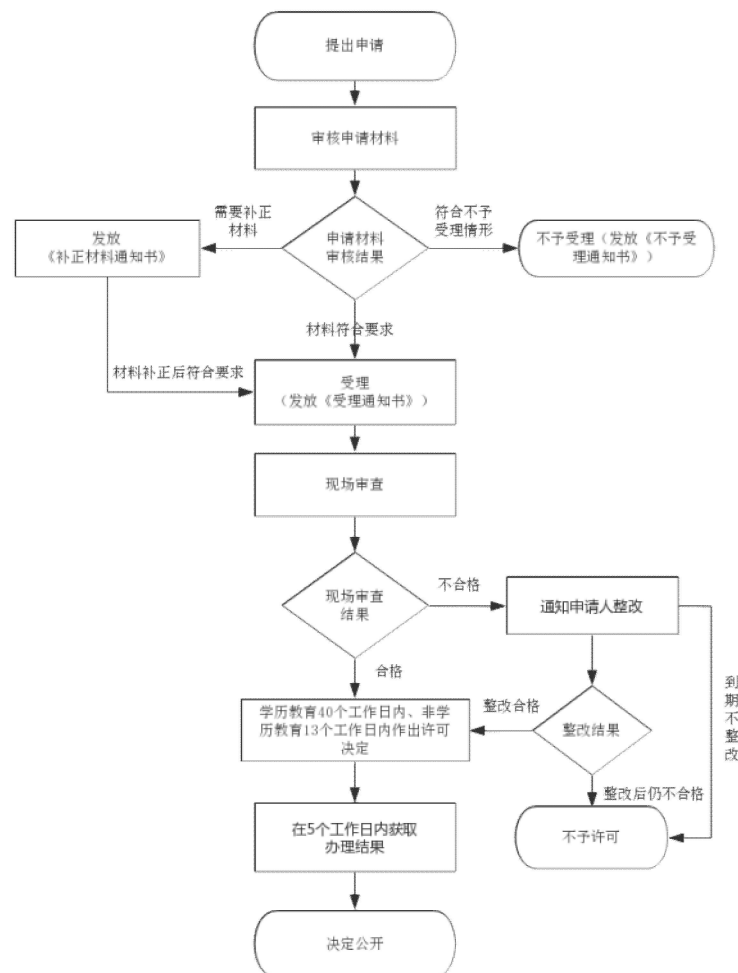 提出申请
审核申请材料
需要补正
材料
符合不予
受理情形
发放
《补正材料通知书》
申请材料
审核结果
不予受理（发放《不予受
理通知书》）
材料符合要求
材料补正后符合要求
受理
（发放《受理通知书》）
现场审查
现场审查
结果
不合格
通知申请人整改
合格
到
期
不
整
改
学历教育40个工作日内、非学
历教育13个工作日内作出许可
决定
整改合格
整改结果
整改后仍不合格
在5个工作日内获取
办理结果
不予许可
决定公开